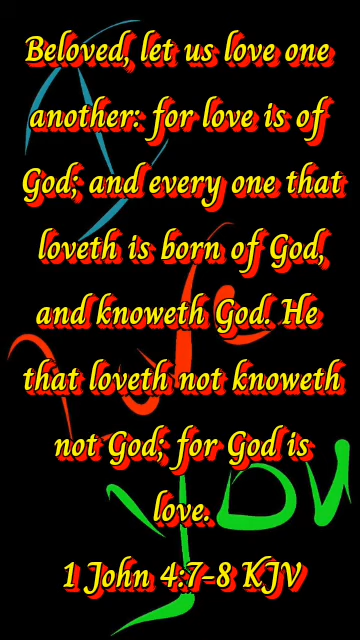 Beloved, let us love one
another: for love is of
God; and every one that
loveth is born of God,
and knoweth God. He
that loveth not knoweth
not God; for God is
love.
1 John 4:7-8 KJV
I
love
you